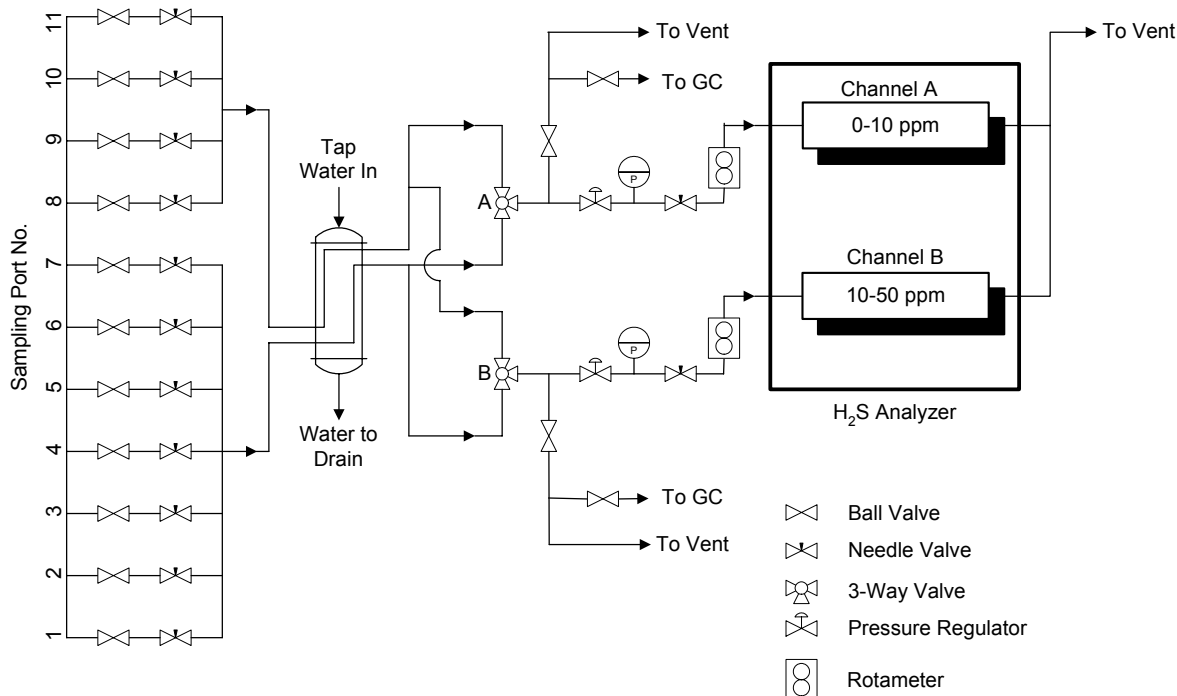 Sampling Port No.
11
10
9
8
7
6
5
4
3
2
1
Tap
Water In
Water to
Drain
A
B
To Vent
To GC
P
P
To GC
To Vent
Channel A
0-10 ppm
Channel B
10-50 ppm
H₂S Analyzer
To Vent
Ball Valve
Needle Valve
3-Way Valve
Pressure Regulator
Rotameter